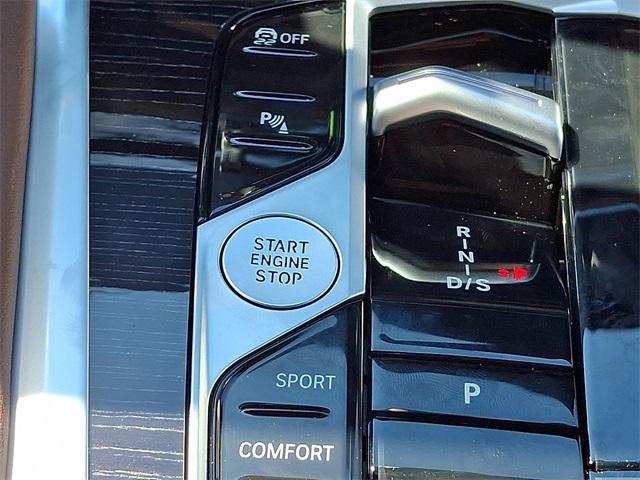 OFF
P
START
ENGINE
STOP
R
N
D/S
P
SPORT
P
COMFORT